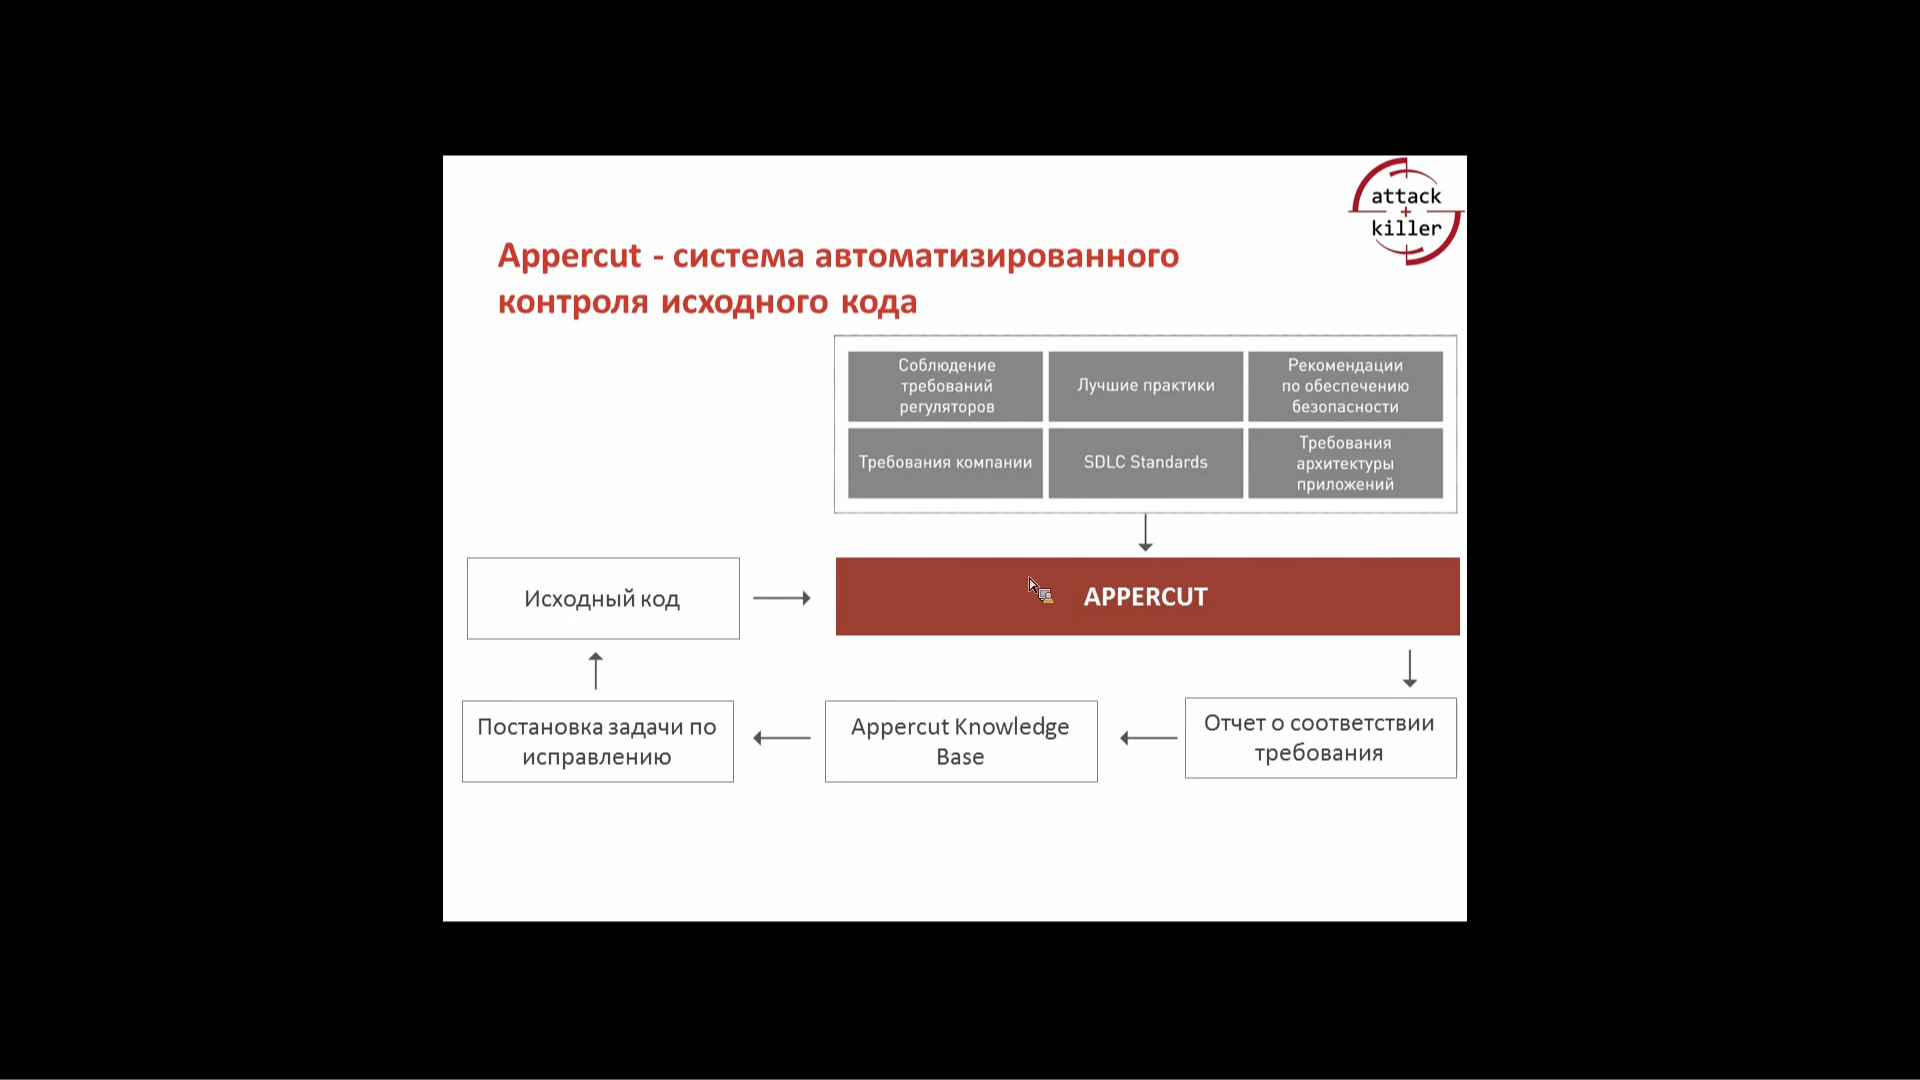 attack
killer
Appercut - система автоматизированного
контроля исходного кода
Соблюдение
требований
регуляторов
Лучшие практики
Рекомендации
по обеспечению
безопасности
Требования компании
SDLC Standards
Требования
архитектуры
приложений
Исходный код
APPERCUT
Постановка задачи по
исправлению
Appercut Knowledge
Base
Отчет о соответствии
требования